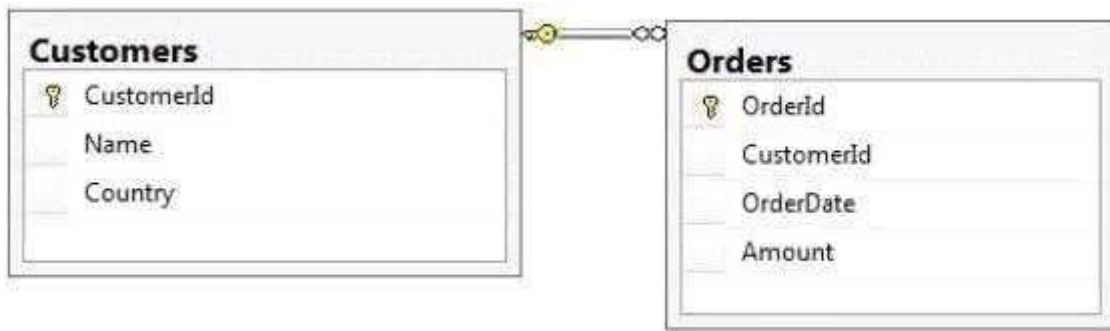 Customers
CustomerId
Name
Country
Orders
OrderId
CustomerId
OrderDate
Amount